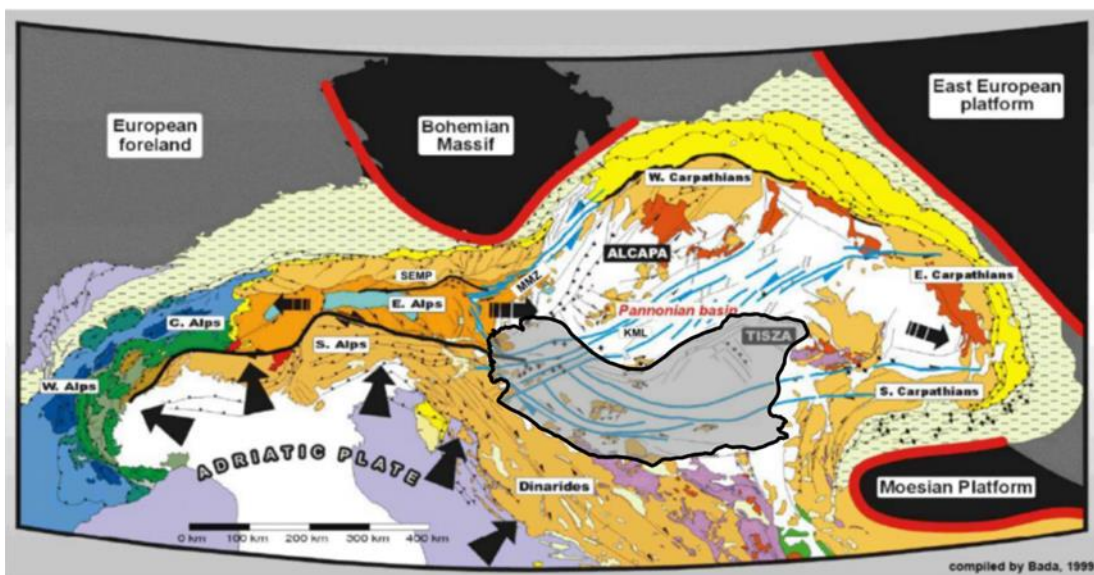 European
foreland
Bohemian
Massif
East European
platform
W. Carpathians
ALCAPA
SEMP
MMZ
E. Alps
E. Carpathians
Pannonian basin
C. Alps
KML
TISZA
S. Alps
W. Alps
S. Carpathians
ADRIATIC PLATE
Dinarides
Moesian Platform
0 km 100 km 200 km 300 km 400 km
compiled by Bada, 1999